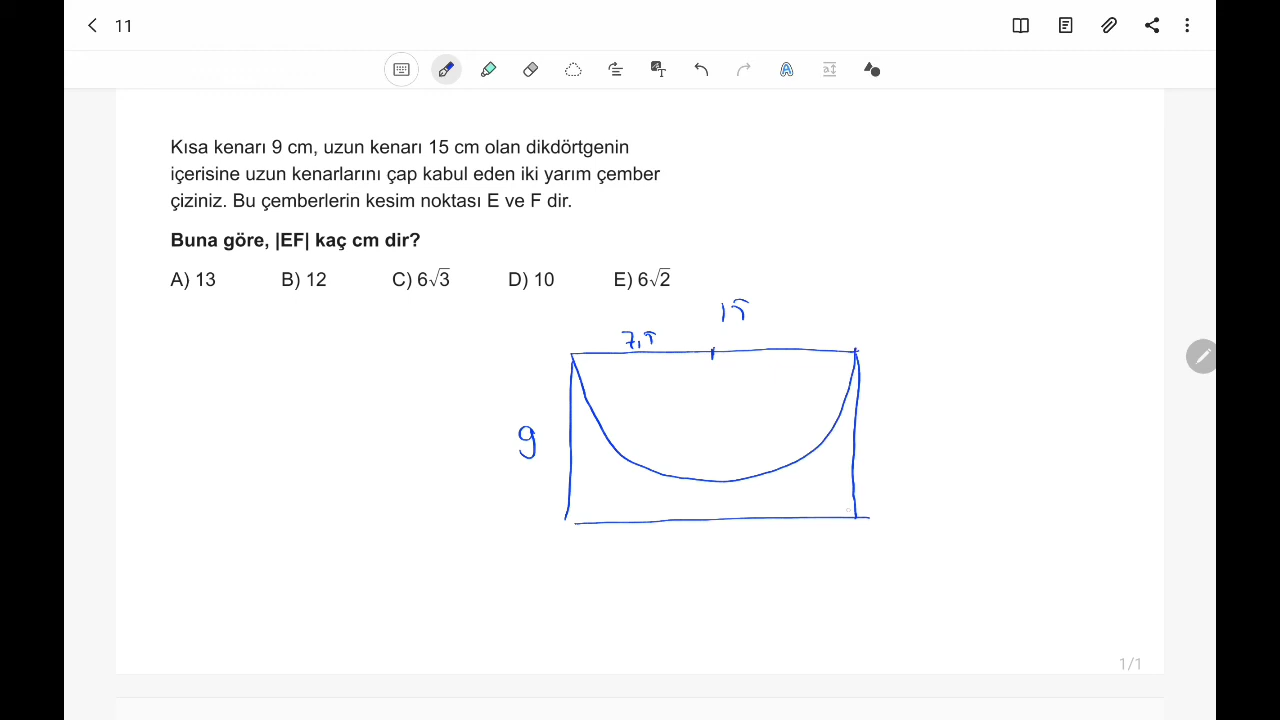 11
Kısa kenarı 9 cm, uzun kenarı 15 cm olan dikdörtgenin
içerisine uzun kenarlarını çap kabul eden iki yarım çember
çiziniz. Bu çemberlerin kesim noktası E ve F dir.
Buna göre, |EF| kaç cm dir?
A) 13 B) 12 C) 6√3 D) 10 E) 6√2
15
7,5
9
1/1